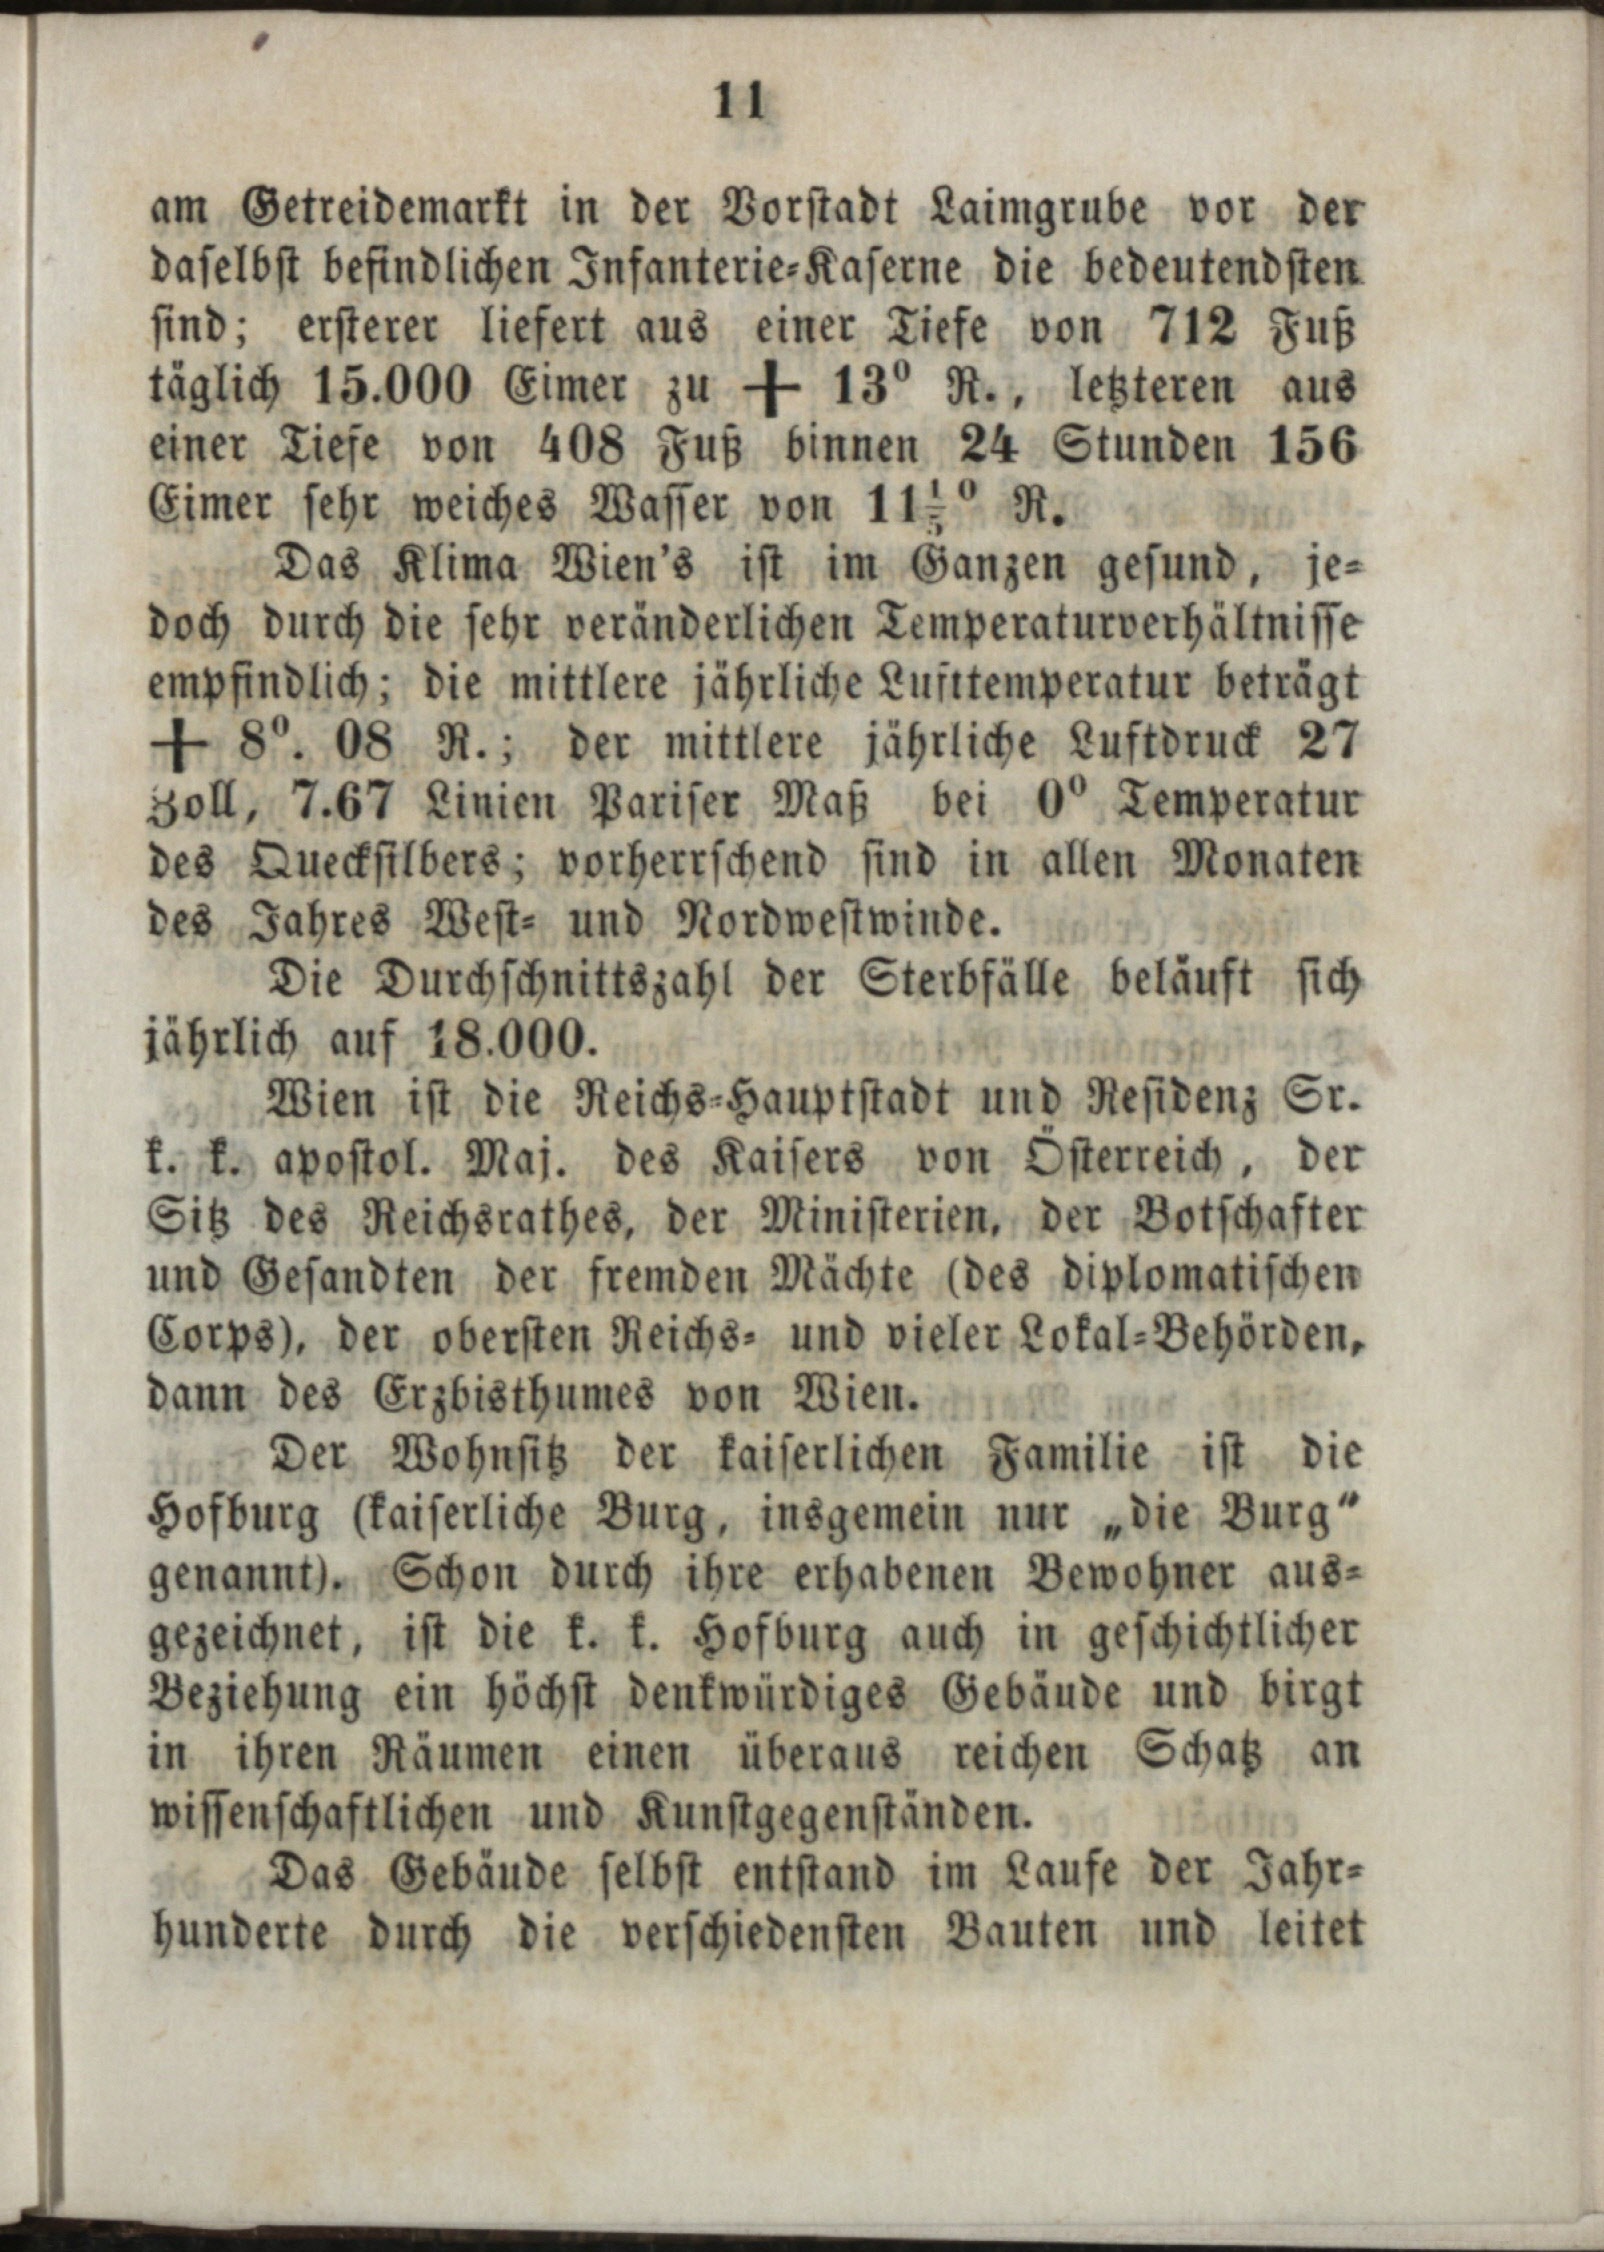 11
am Getreidemarkt in der Vorstadt Laimgrube vor der
daselbst befindlichen Infanterie-Kaserne die bedeutendsten
sind; ersterer liefert aus einer Tiefe von 712 Fuß
täglich 15.000 Eimer zu + 13⁰ R., letzteren aus
einer Tiefe von 408 Fuß binnen 24 Stunden 156
Eimer sehr weiches Wasser von 11⅕⁰ R.
Das Klima Wien's ist im Ganzen gesund, je-
doch durch die sehr veränderlichen Temperaturverhältnisse
empfindlich; die mittlere jährliche Lufttemperatur beträgt
+ 8⁰. 08 R.; der mittlere jährliche Luftdruck 27
Zoll, 7.67 Linien Pariser Maß bei 0⁰ Temperatur
des Quecksilbers; vorherrschend sind in allen Monaten
des Jahres West- und Nordwestwinde.
Die Durchschnittszahl der Sterbfälle beläuft sich
jährlich auf 18.000.
Wien ist die Reichs-Hauptstadt und Residenz Sr.
k. k. apostol. Maj. des Kaisers von Österreich, der
Sitz des Reichsrathes, der Ministerien, der Botschafter
und Gesandten der fremden Mächte (des diplomatischen
Corps), der obersten Reichs- und vieler Lokal-Behörden,
dann des Erzbisthumes von Wien.
Der Wohnsitz der kaiserlichen Familie ist die
Hofburg (kaiserliche Burg, insgemein nur „die Burg“
genannt). Schon durch ihre erhabenen Bewohner aus-
gezeichnet, ist die k. k. Hofburg auch in geschichtlicher
Beziehung ein höchst denkwürdiges Gebäude und birgt
in ihren Räumen einen überaus reichen Schatz an
wissenschaftlichen und Kunstgegenständen.
Das Gebäude selbst entstand im Laufe der Jahr-
hunderte durch die verschiedensten Bauten und leitet